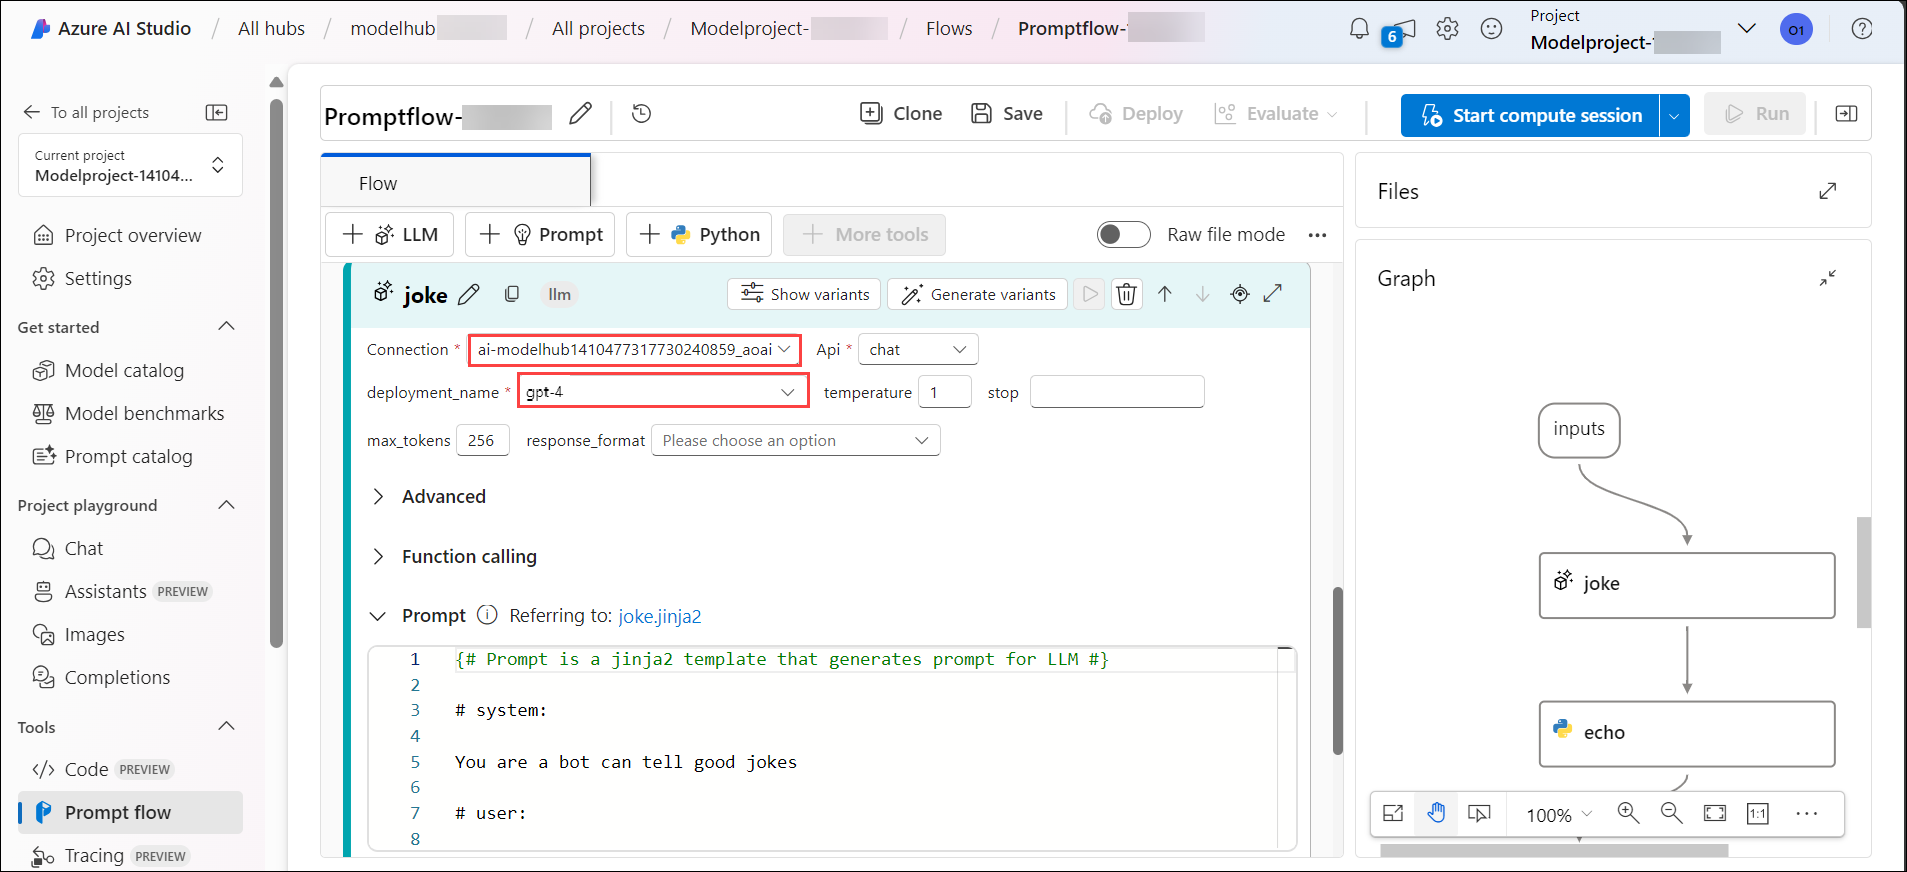 Azure AI Studio / All hubs / modelhub / All projects / Modelproject- / Flows / Promptflow-
6
Project
Modelproject-
O1
To all projects
Current project
Modelproject-14104...
Project overview
Settings
Get started
Model catalog
Model benchmarks
Prompt catalog
Project playground
Chat
Assistants PREVIEW
Images
Completions
Tools
Code PREVIEW
Prompt flow
Tracing PREVIEW
Promptflow-
Clone
Save
Deploy
Evaluate
Start compute session
Run
Flow
LLM
Prompt
Python
More tools
Raw file mode
joke
llm
Show variants
Generate variants
Connection * ai-modelhub1410477317730240859_aoai
Api * chat
deployment_name * gpt-4
temperature 1
stop
max_tokens 256
response_format Please choose an option
Advanced
Function calling
Prompt Referring to: joke.jinja2
1 {# Prompt is a jinja2 template that generates prompt for LLM #}
2
3 # system:
4
5 You are a bot can tell good jokes
6
7 # user:
8
Files
Graph
inputs
joke
echo
100%
1:1